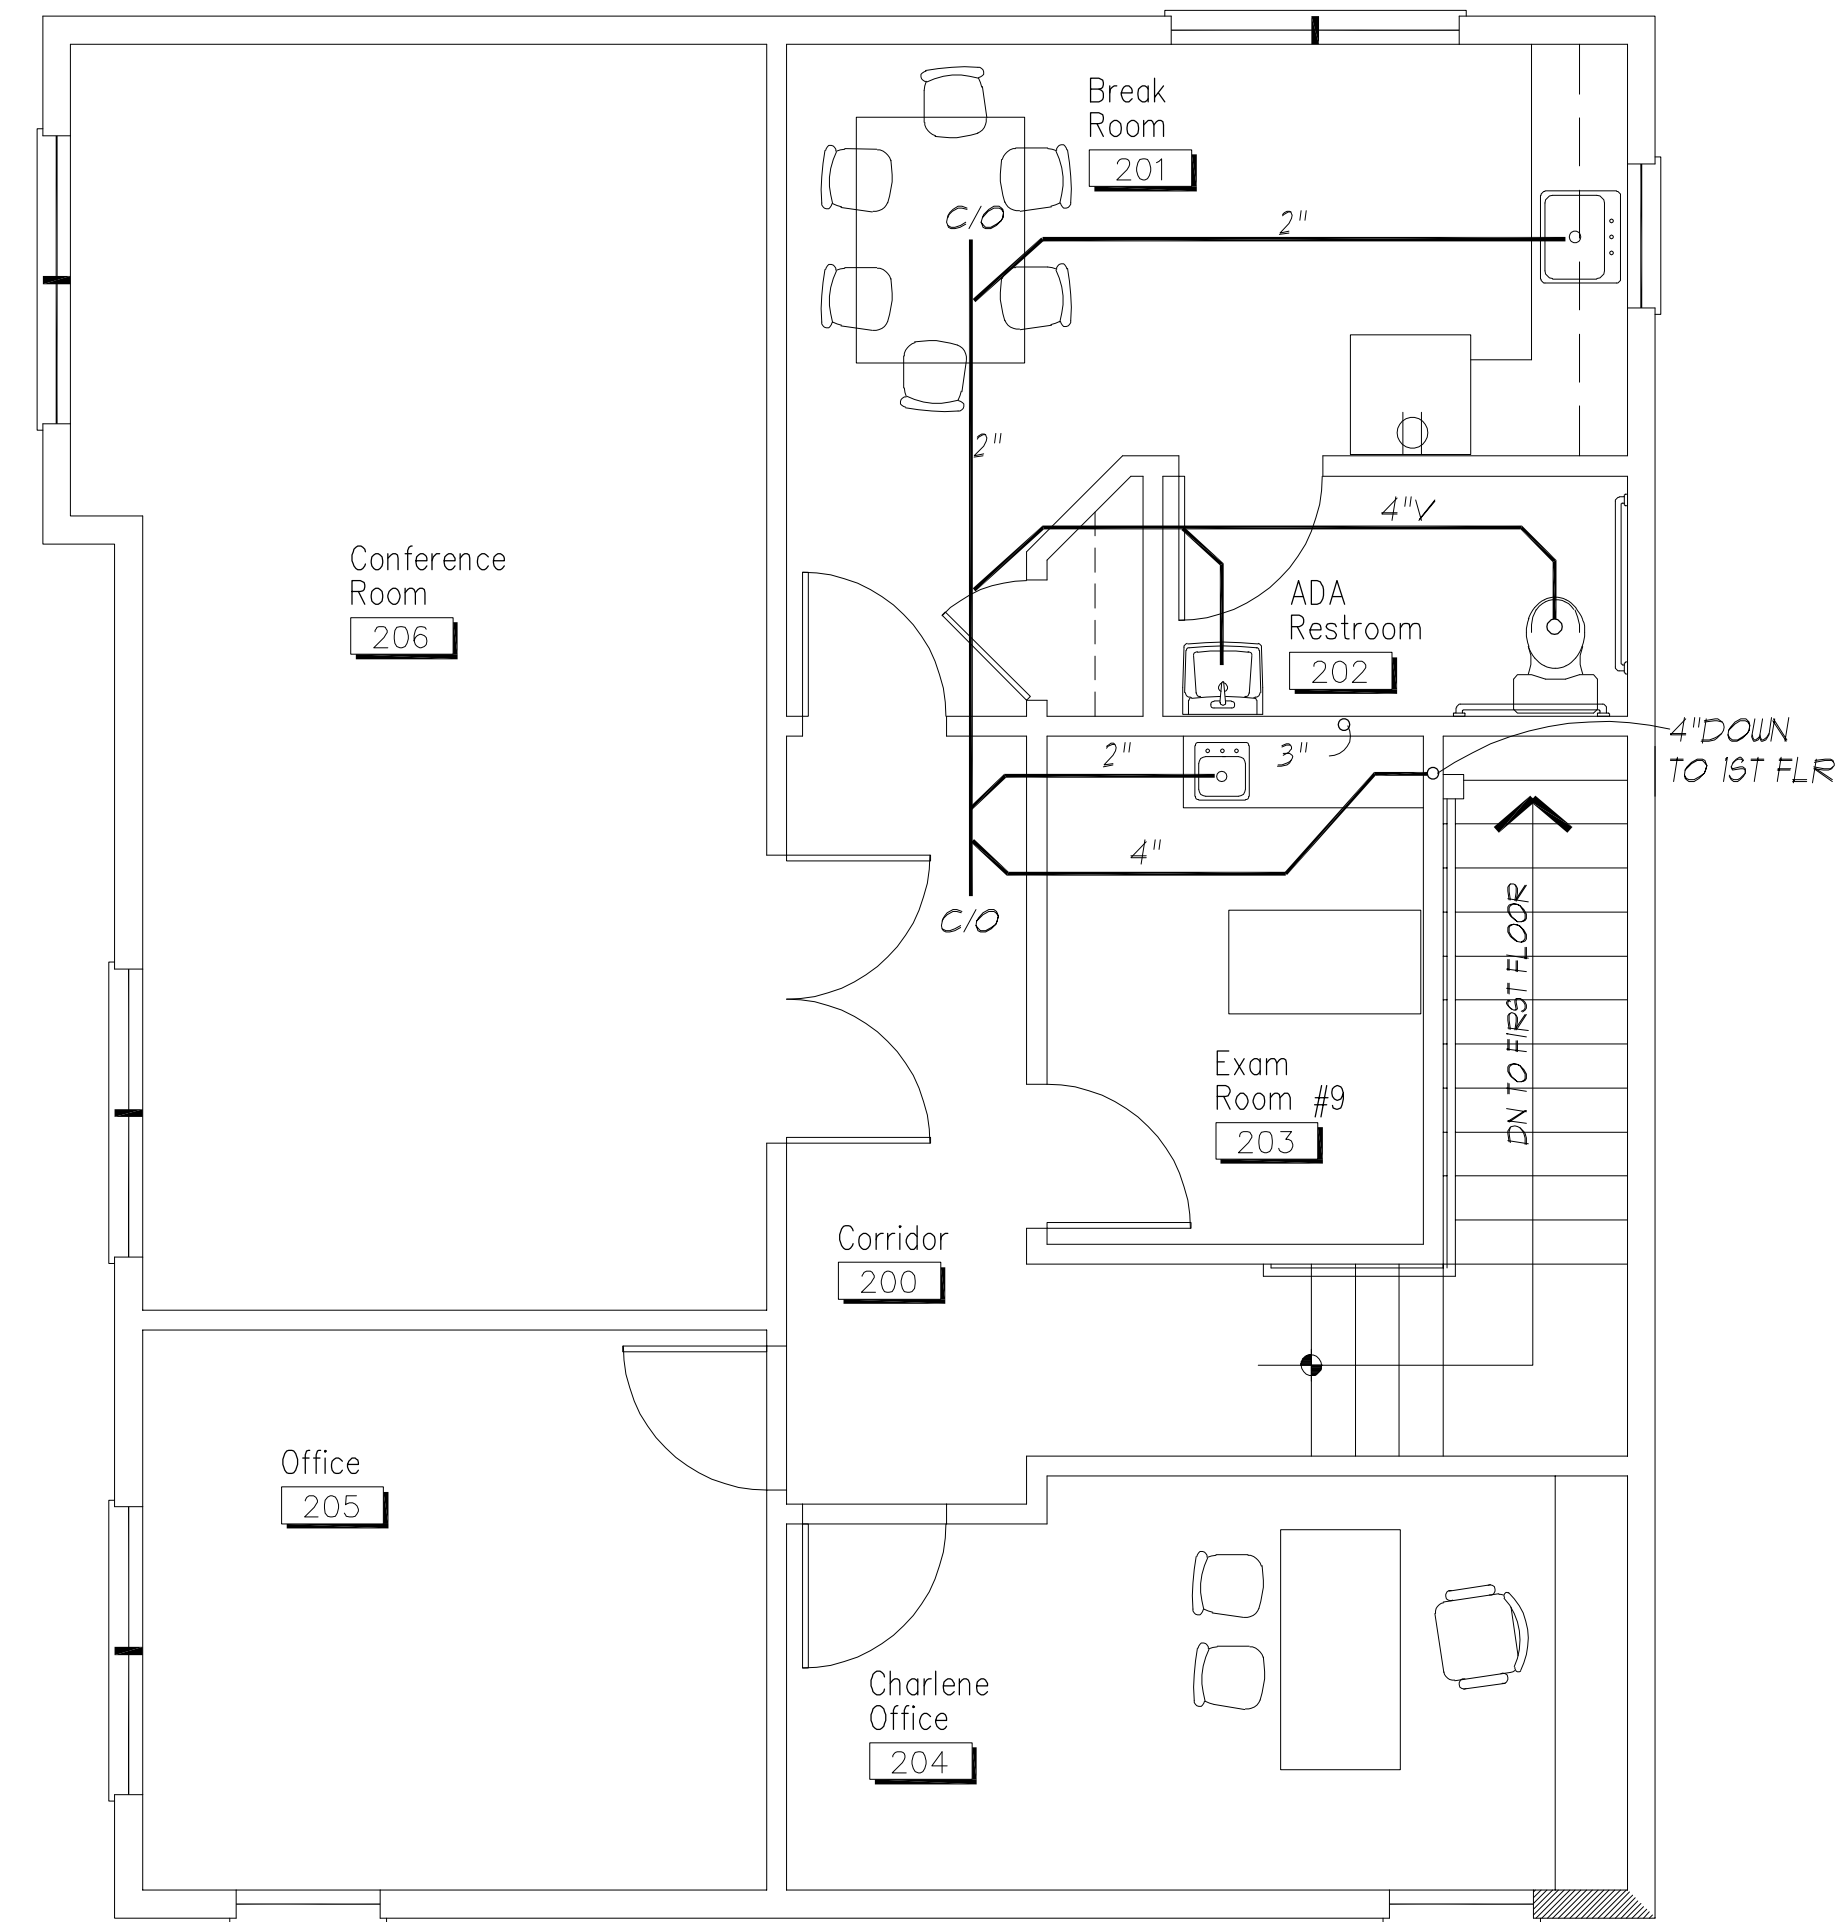 Break
Room
201
C/O
2"
2"
4"V
Conference
Room
206
ADA
Restroom
202
4"DOWN
TO 1ST FLR
2"
3"
4"
C/O
DN TO FIRST FLOOR
Exam
Room #9
203
Corridor
200
Office
205
Charlene
Office
204